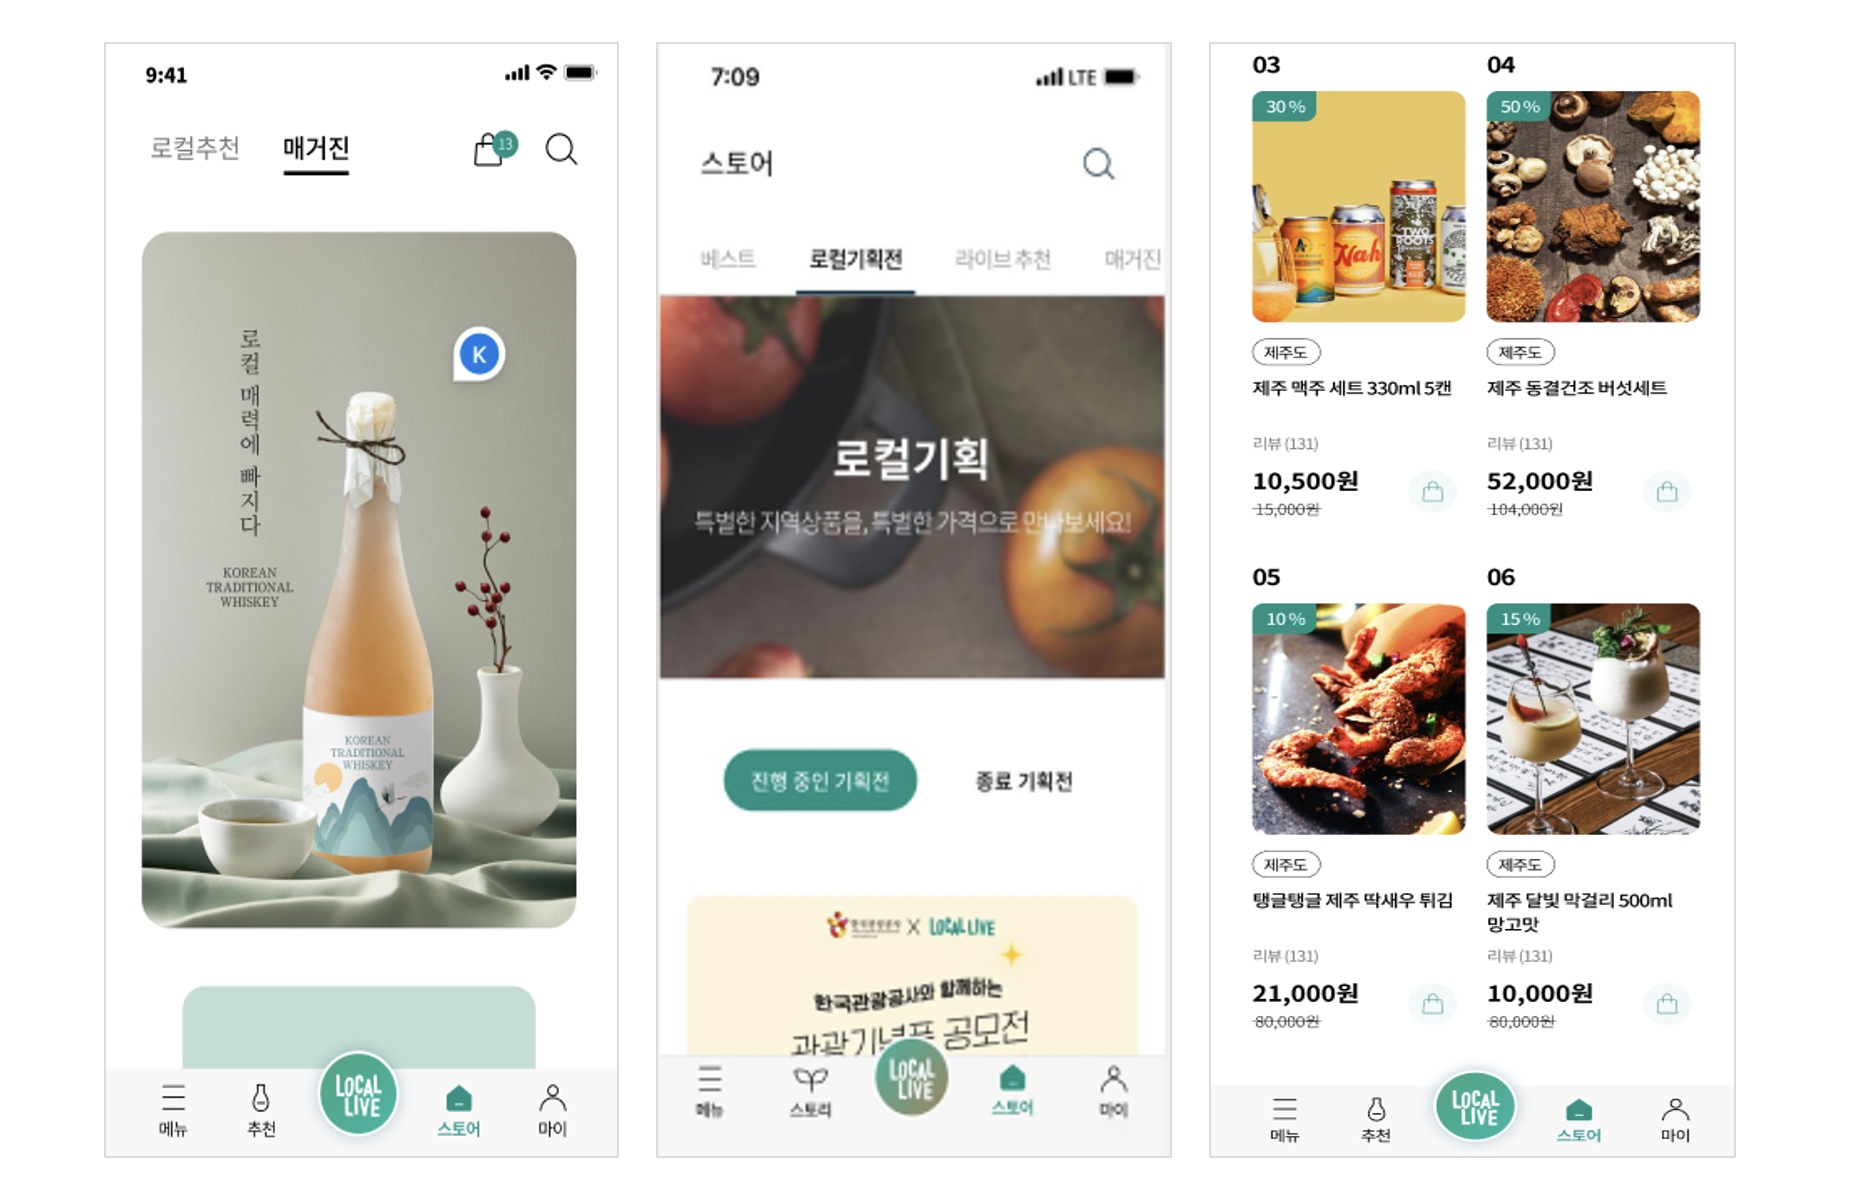 9:41
로컬추천
매거진
13
로컬 매력에 빠지다
K
KOREAN
TRADITIONAL
WHISKEY
KOREAN
TRADITIONAL
WHISKEY
메뉴
추천
LOCAL
LIVE
스토어
마이
7:09
LTE
스토어
베스트
로컬기획전
라이브 추천
매거진
로컬기획
특별한 지역상품을, 특별한 가격으로 만나보세요!
진행 중인 기획전
종료 기획전
한국관광공사 X LOCAL LIVE
한국관광공사와 함께하는
관광기념품 공모전
메뉴
스토리
LOCAL
LIVE
스토어
마이
03
30 %
Nah
TWO
ROOTS
제주도
제주 맥주 세트 330ml 5캔
리뷰 (131)
10,500원
15,000원
04
50 %
제주도
제주 동결건조 버섯세트
리뷰 (131)
52,000원
104,000원
05
10 %
제주도
탱글탱글 제주 딱새우 튀김
리뷰 (131)
21,000원
80,000원
06
15 %
제주도
제주 달빛 막걸리 500ml
망고맛
리뷰 (131)
10,000원
80,000원
메뉴
추천
LOCAL
LIVE
스토어
마이